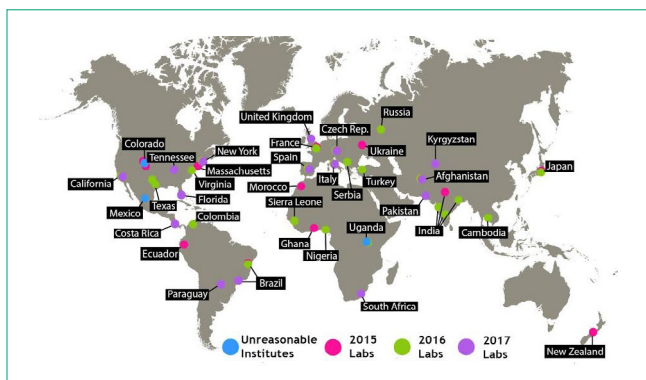 Russia
United Kingdom
Czech Rep.
Colorado
New York
France
Kyrgyzstan
Tennessee
Ukraine
Massachusetts
Spain
Japan
California
Virginia
Italy
Afghanistan
Morocco
Turkey
Texas
Florida
Serbia
Mexico
Sierra Leone
Pakistan
Colombia
Uganda
India
Costa Rica
Cambodia
Ghana
Ecuador
Nigeria
Brazil
Paraguay
South Africa
Unreasonable
Institutes
2015
Labs
2016
Labs
2017
Labs
New Zealand